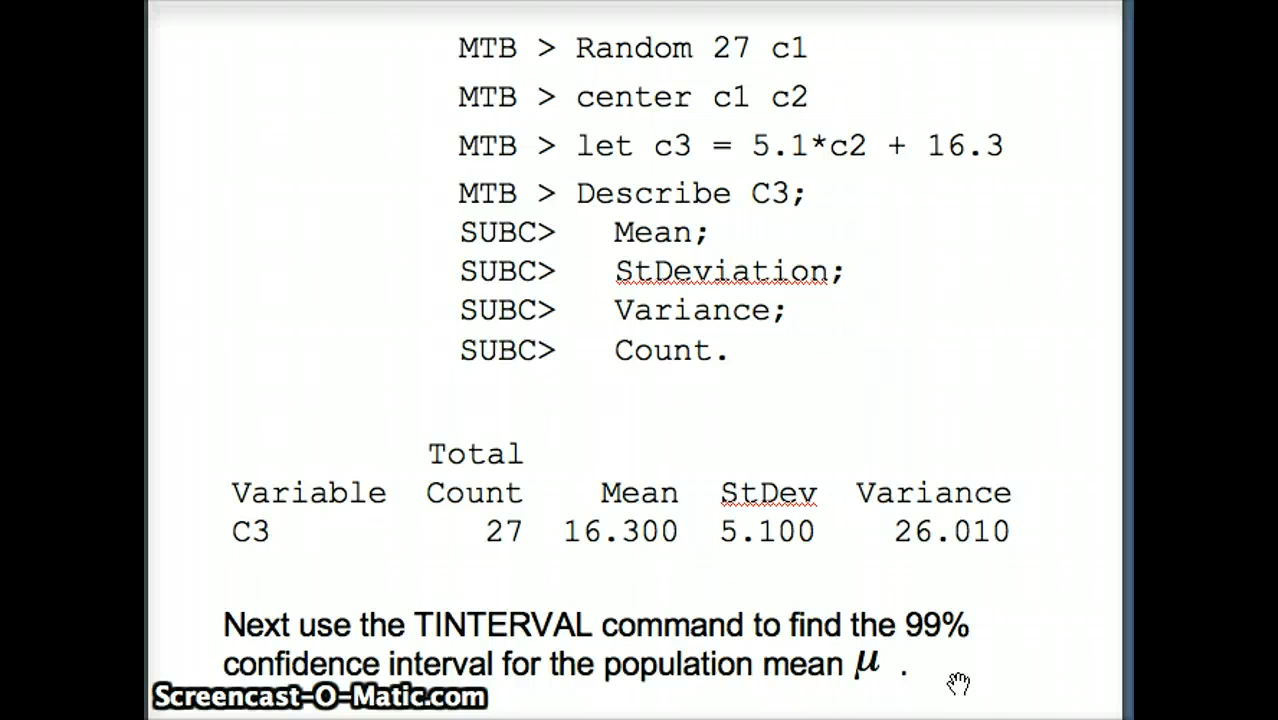 MTB > Random 27 c1
MTB > center c1 c2
MTB > let c3 = 5.1*c2 + 16.3
MTB > Describe C3;
SUBC>   Mean;
SUBC>   StDeviation;
SUBC>   Variance;
SUBC>   Count.
Total
Variable Count Mean StDev Variance
C3 27 16.300 5.100 26.010
Next use the TINTERVAL command to find the 99%
confidence interval for the population mean μ .
Screencast-O-Matic.com